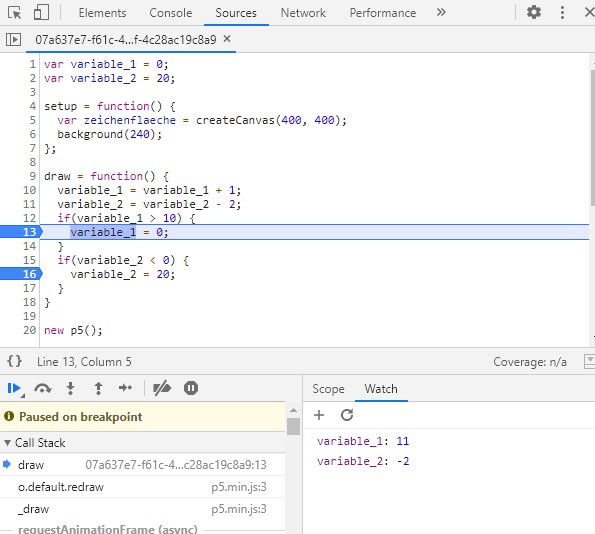 Elements Console Sources Network Performance »
07a637e7-f61c-4...f-4c28ac19c8a9 ×
1 var variable_1 = 0;
2 var variable_2 = 20;
3
4 setup = function() {
5 var zeichenflaeche = createCanvas(400, 400);
6 background(240);
7 };
8
9 draw = function() {
10 variable_1 = variable_1 + 1;
11 variable_2 = variable_2 - 2;
12 if(variable_1 > 10) {
13 variable_1 = 0;
14 }
15 if(variable_2 < 0) {
16 variable_2 = 20;
17 }
18 }
19
20 new p5();
{} Line 13, Column 5 Coverage: n/a
Scope Watch
Paused on breakpoint
Call Stack
draw 07a637e7-f61c-4...c28ac19c8a9:13
o.default.redraw p5.min.js:3
_draw p5.min.js:3
requestAnimationFrame (async)
variable_1: 11
variable_2: -2